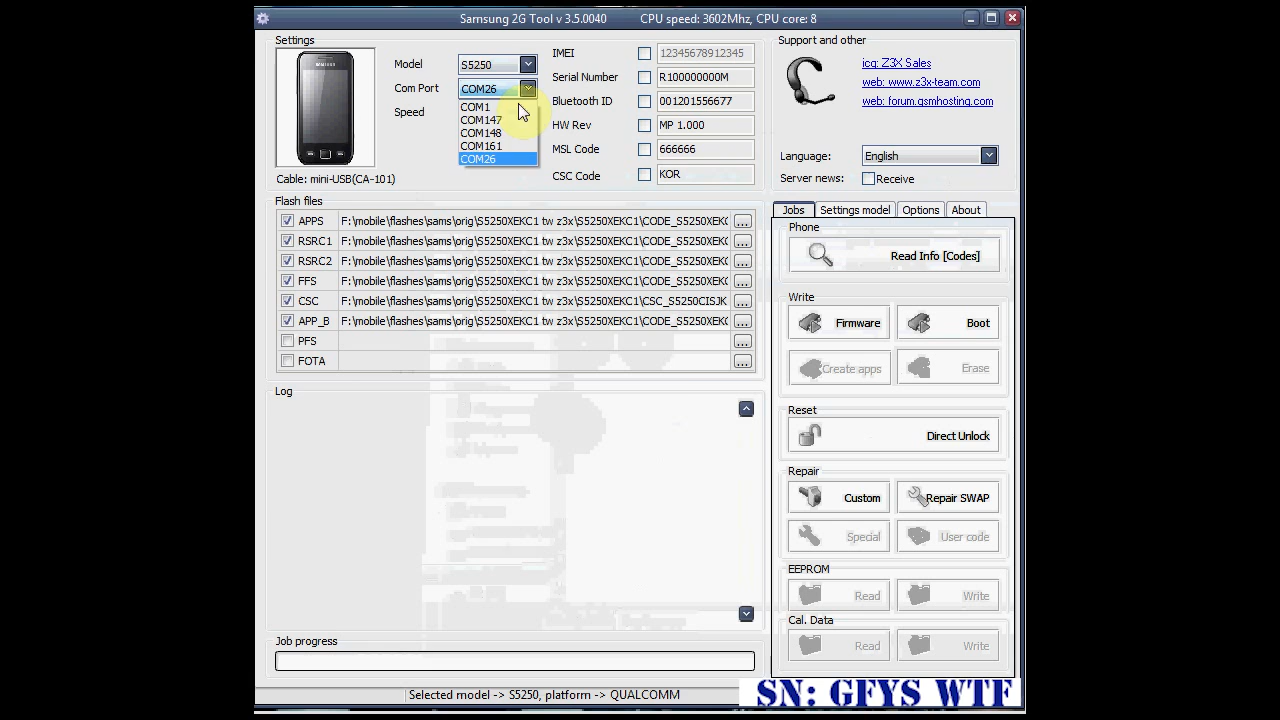 Samsung 2G Tool v 3.5.0040 CPU speed: 3602Mhz, CPU core: 8
Settings
SAMSUNG
Cable: mini-USB(CA-101)
Model S5250
Com Port COM26
Speed
COM1
COM147
COM148
COM161
COM26
IMEI 12345678912345
Serial Number R100000000M
Bluetooth ID 001201556677
HW Rev MP 1.000
MSL Code 666666
CSC Code KOR
Support and other
icq: Z3X Sales
web: www.z3x-team.com
web: forum.gsmhosting.com
Language: English
Server news: Receive
Flash files
APPS F:\mobile\flashes\sams\orig\S5250XEKC1 tw z3x\S5250XEKC1\CODE_S5250XEKC ...
RSRC1 F:\mobile\flashes\sams\orig\S5250XEKC1 tw z3x\S5250XEKC1\CODE_S5250XEKC ...
RSRC2 F:\mobile\flashes\sams\orig\S5250XEKC1 tw z3x\S5250XEKC1\CODE_S5250XEKC ...
FFS F:\mobile\flashes\sams\orig\S5250XEKC1 tw z3x\S5250XEKC1\CODE_S5250XEKC ...
CSC F:\mobile\flashes\sams\orig\S5250XEKC1 tw z3x\S5250XEKC1\CSC_S5250CISJK ...
APP_B F:\mobile\flashes\sams\orig\S5250XEKC1 tw z3x\S5250XEKC1\CODE_S5250XEKC ...
PFS ...
FOTA ...
Log
Job progress
Jobs Settings model Options About
Phone
Read Info [Codes]
Write
Firmware Boot
Create apps Erase
Reset
Direct Unlock
Repair
Custom Repair SWAP
Special User code
EEPROM
Read Write
Cal. Data
Read Write
Selected model -> S5250, platform -> QUALCOMM
SN: GFYS WTF